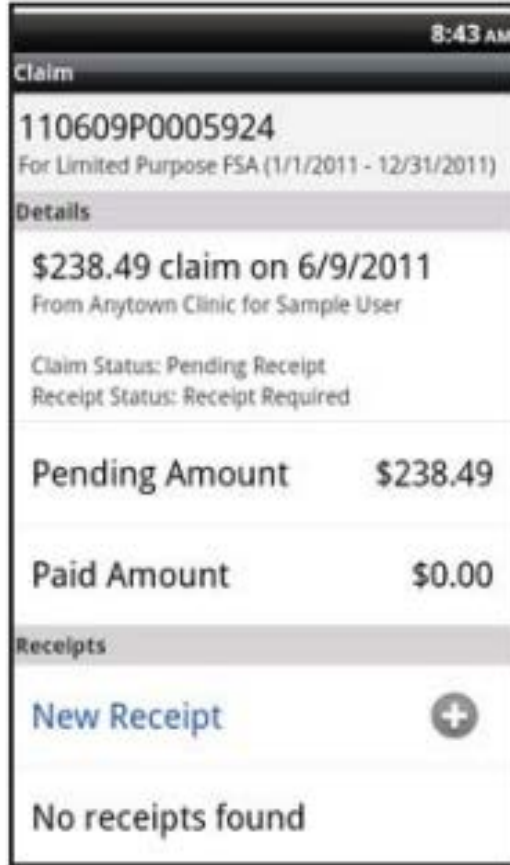 8:43 AM
Claim
110609P0005924
For Limited Purpose FSA (1/1/2011 - 12/31/2011)
Details
$238.49 claim on 6/9/2011
From Anytown Clinic for Sample User
Claim Status: Pending Receipt
Receipt Status: Receipt Required
Pending Amount $238.49
Paid Amount $0.00
Receipts
New Receipt
No receipts found